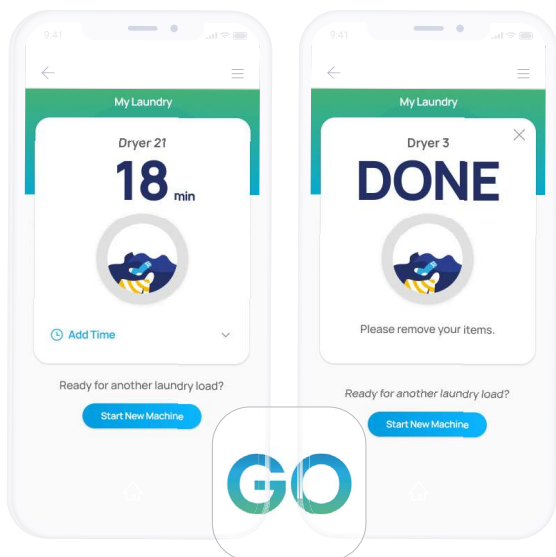 9:41
My Laundry
Dryer 21
18 min
Add Time
Ready for another laundry load?
Start New Machine
9:41
My Laundry
Dryer 3
DONE
Please remove your items.
Ready for another laundry load?
Start New Machine
GO